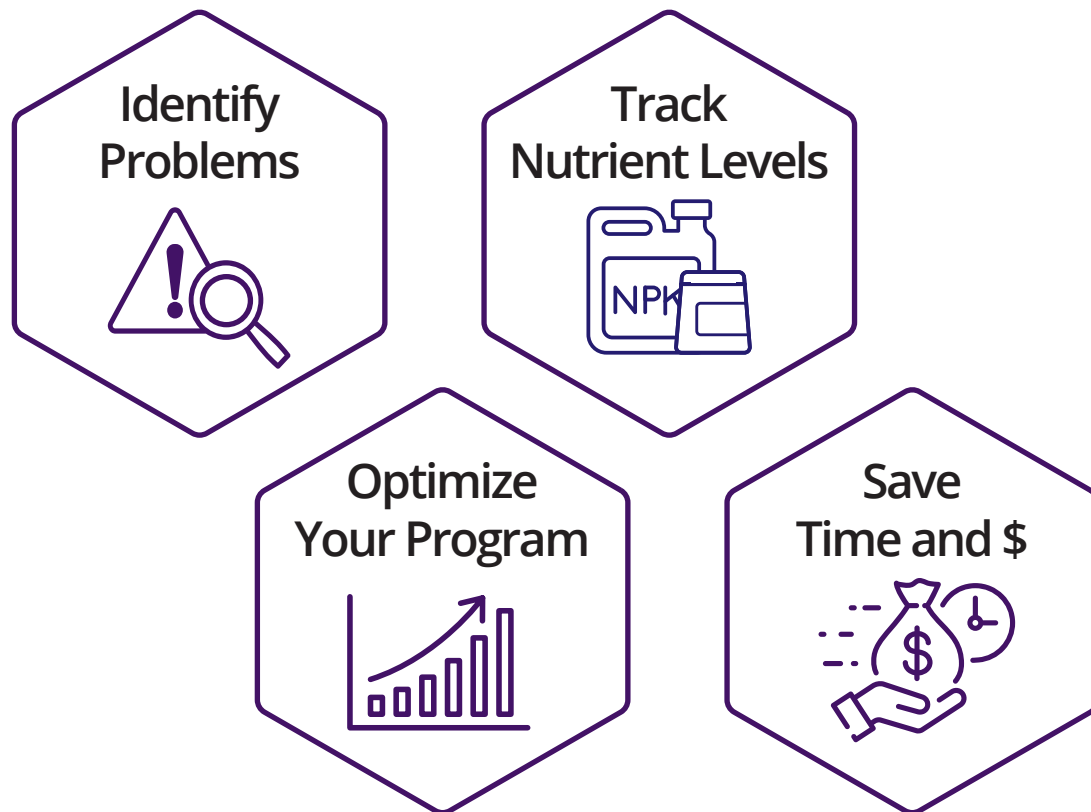 Identify
Problems
Track
Nutrient Levels
NPK
Optimize
Your Program
Save
Time and $
$